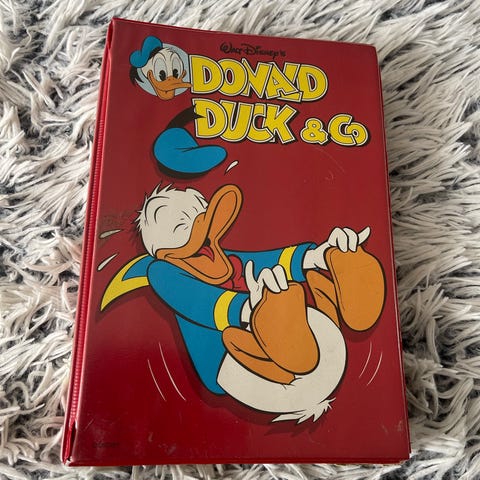 Walt Disney's
DONALD
DUCK & Co